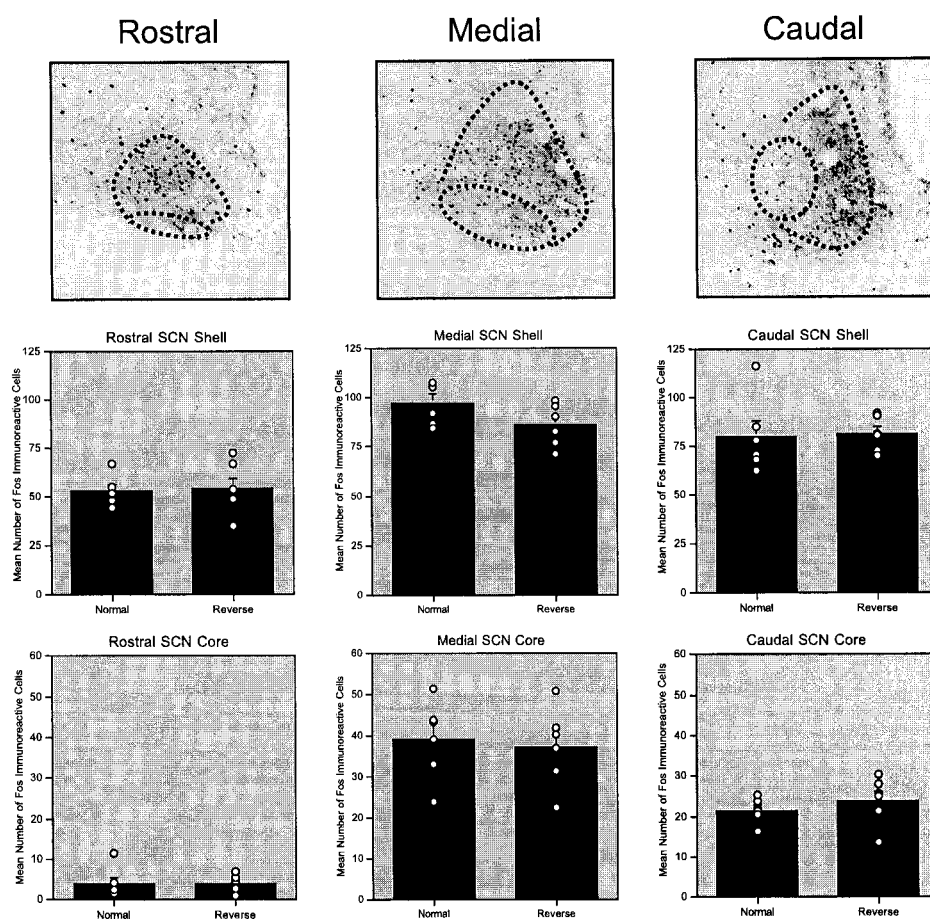 Rostral
Medial
Caudal
Rostral SCN Shell
Mean Number of Fos Immunoreactive Cells
125
100
75
50
25
0
Normal
Reverse
Medial SCN Shell
Mean Number of Fos Immunoreactive Cells
125
100
75
50
25
0
Normal
Reverse
Caudal SCN Shell
Mean Number of Fos Immunoreactive Cells
125
100
75
50
25
0
Normal
Reverse
Rostral SCN Core
Mean Number of Fos Immunoreactive Cells
60
50
40
30
20
10
0
Normal
Reverse
Medial SCN Core
Mean Number of Fos Immunoreactive Cells
60
50
40
30
20
10
0
Normal
Reverse
Caudal SCN Core
Mean Number of Fos Immunoreactive Cells
60
50
40
30
20
10
0
Normal
Reverse